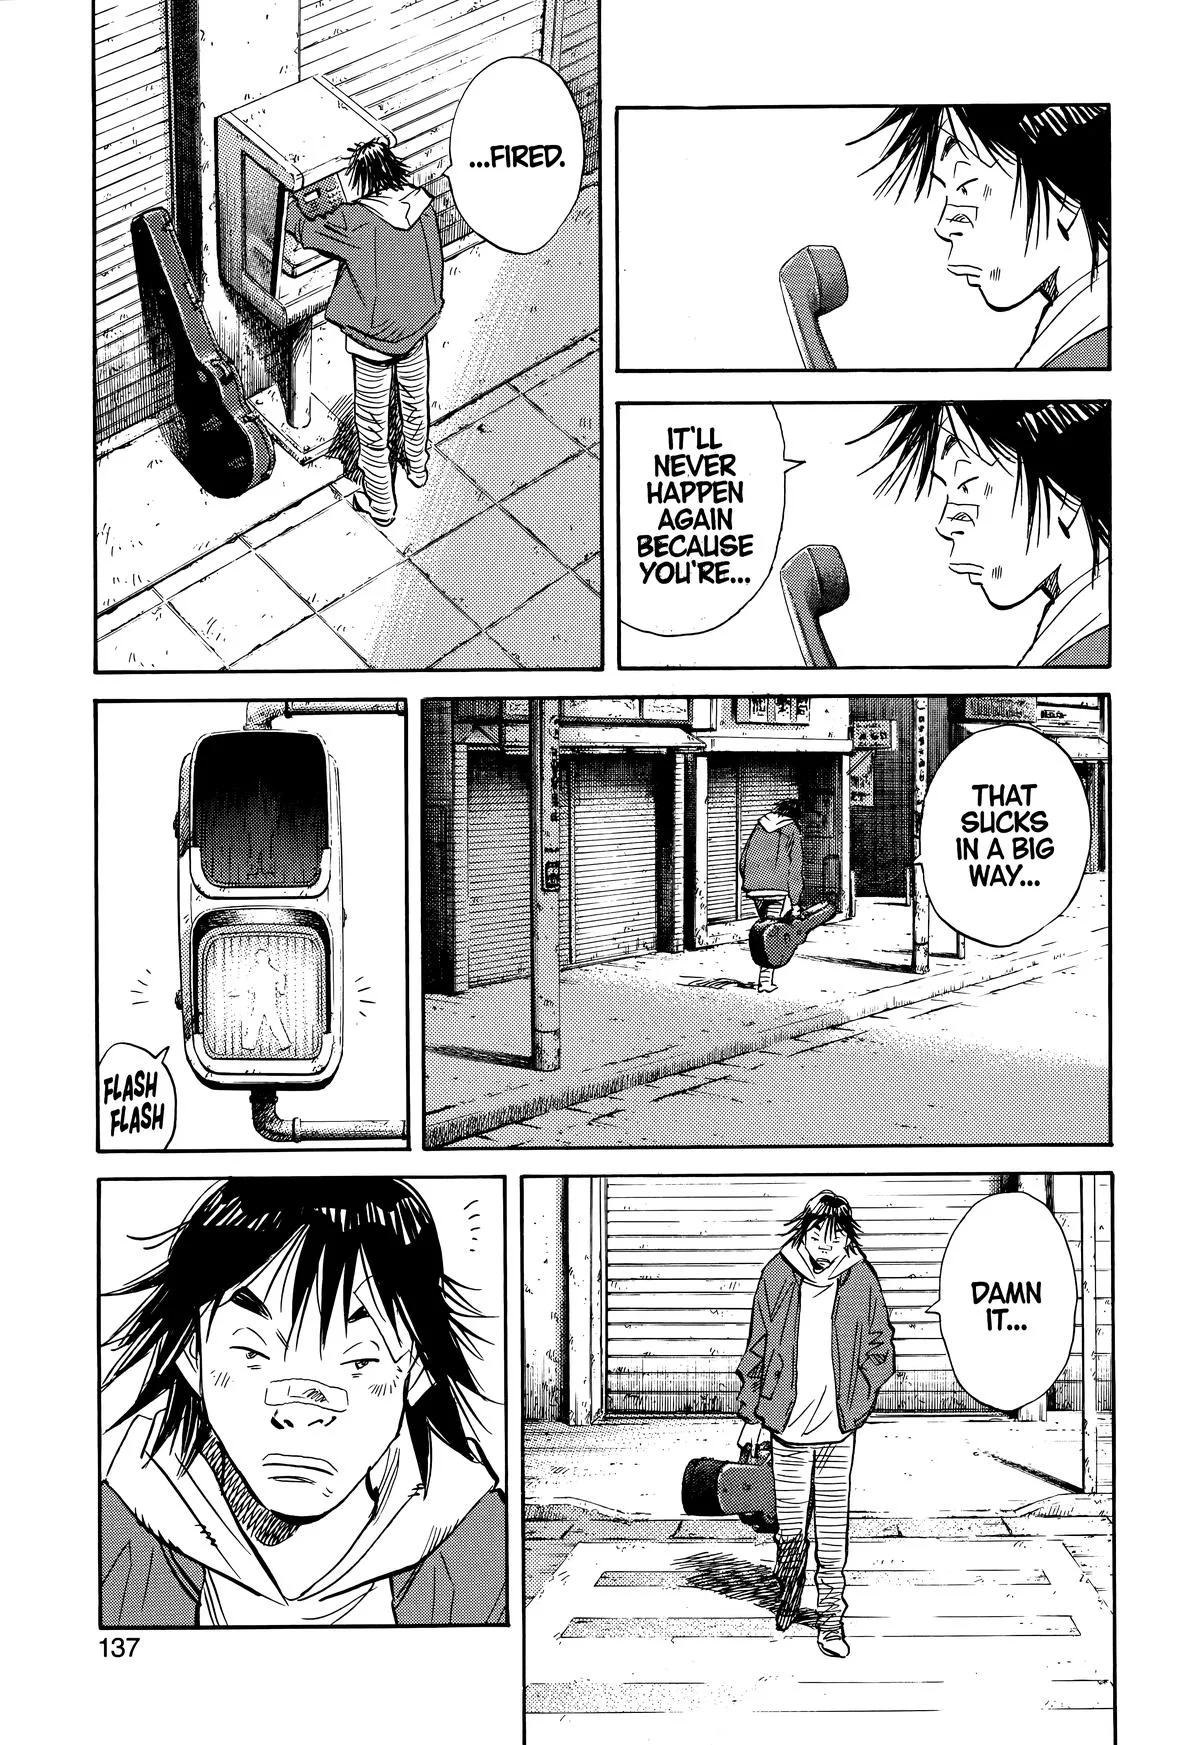 IT'LL
NEVER
HAPPEN
AGAIN
BECAUSE
YOU'RE...
...FIRED.
THAT
SUCKS
IN A BIG
WAY...
FLASH
FLASH
DAMN
IT...
137